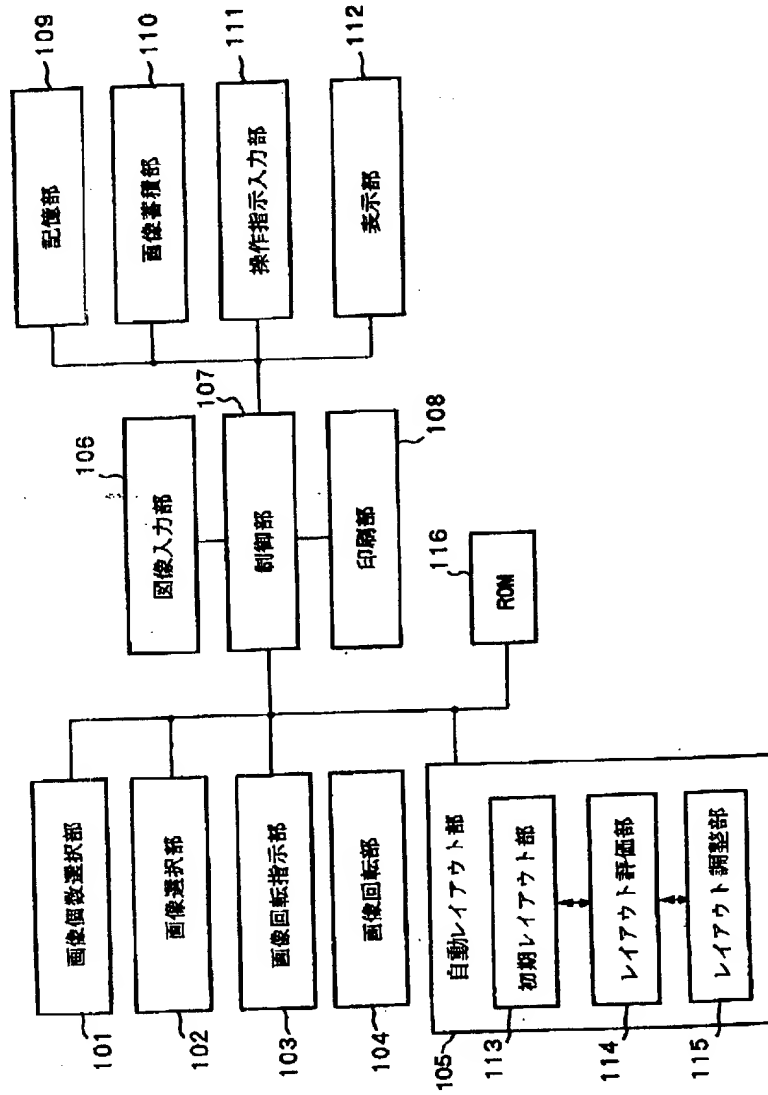 画像個数選択部
101
画像選択部
102
画像回転指示部
103
画像回転部
104
自動レイアウト部
105
初期レイアウト部
113
レイアウト評価部
114
レイアウト調整部
115
106
図像入力部
107
制御部
印刷部
108
116
ROM
記憶部
109
画像蓄積部
110
操作指示入力部
111
表示部
112